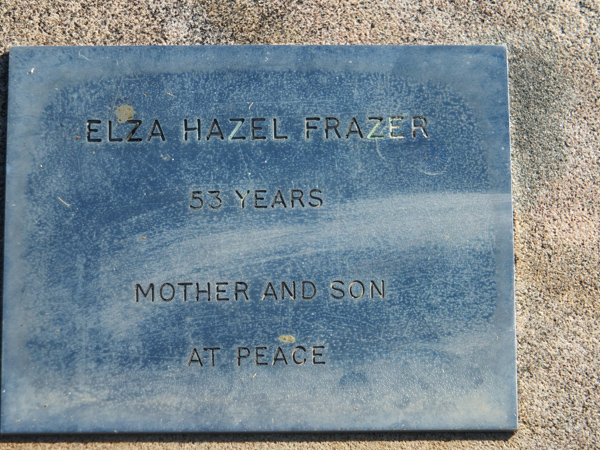 ELZA HAZEL FRAZER
53 YEARS
MOTHER AND SON
AT PEACE